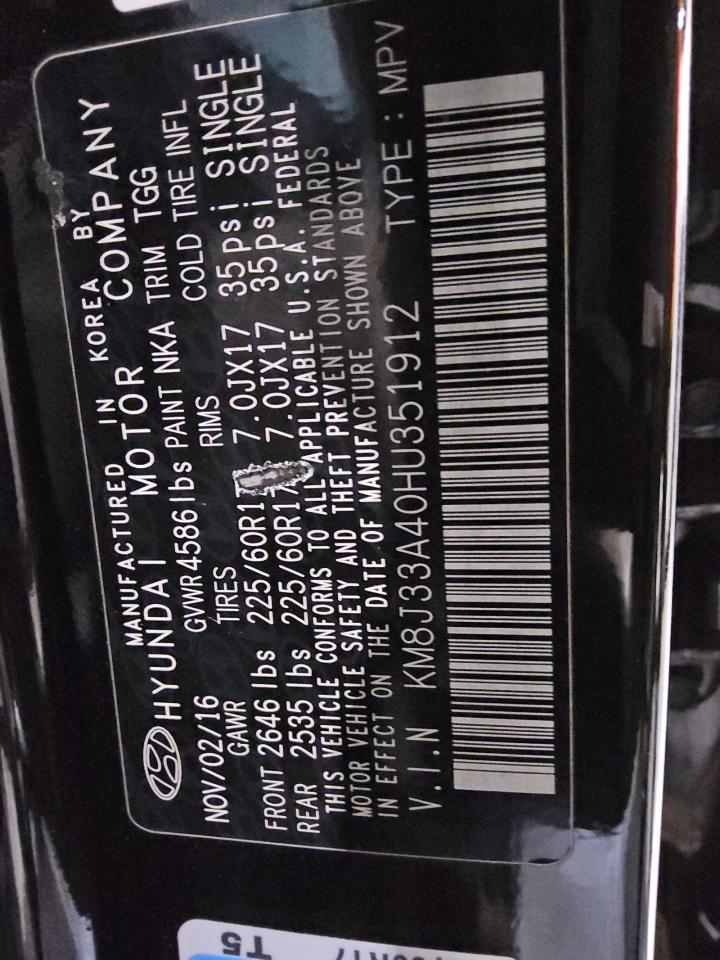 MANUFACTURED IN KOREA BY
HYUNDAI MOTOR COMPANY
NOV/02/16 GVWR 4586 lbs PAINT NKA TRIM TGG
GAWR TIRES RIMS COLD TIRE INFL
FRONT 2646 lbs 225/60R17 7.0JX17 35psi SINGLE
REAR 2535 lbs 225/60R17 7.0JX17 35psi SINGLE
THIS VEHICLE CONFORMS TO ALL APPLICABLE U.S.A. FEDERAL
MOTOR VEHICLE SAFETY AND THEFT PREVENTION STANDARDS
IN EFFECT ON THE DATE OF MANUFACTURE SHOWN ABOVE
V.I.N KM8J33A40HU351912 TYPE : MPV
T5